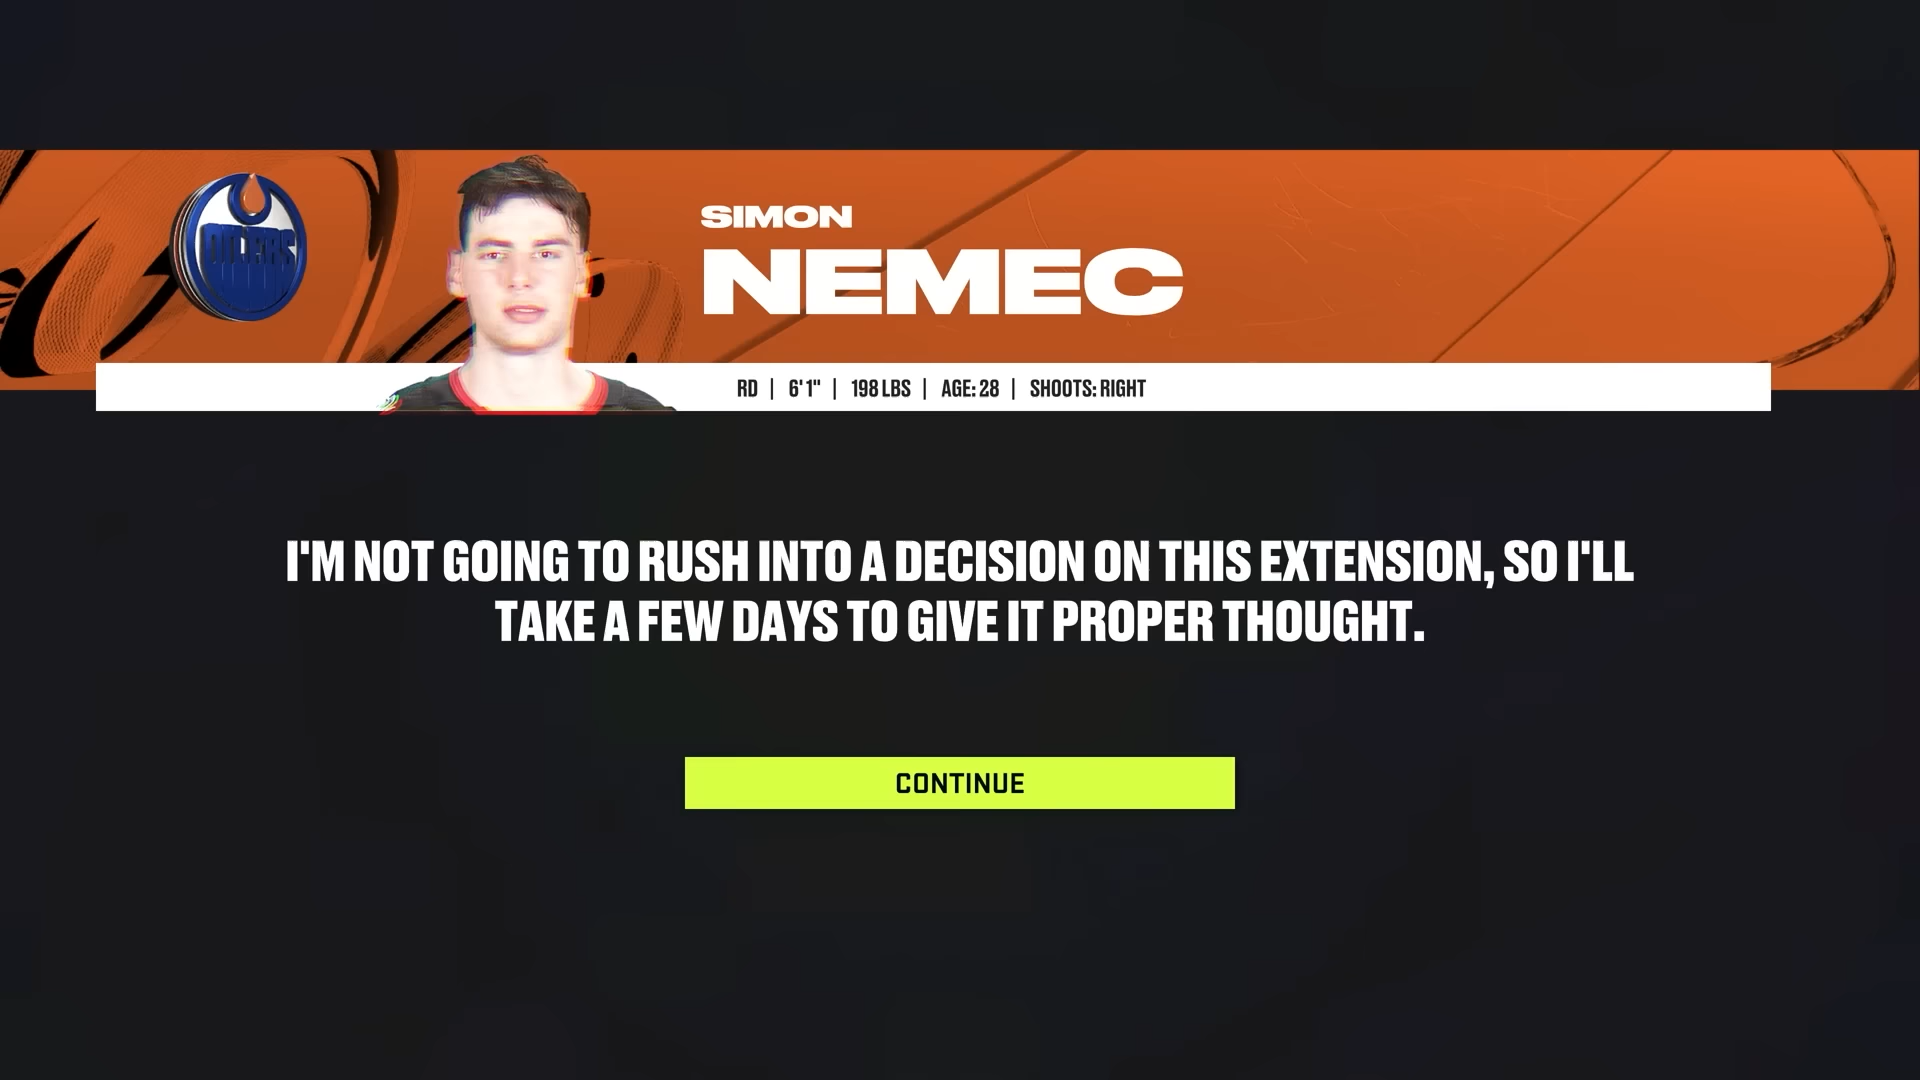 OILERS
SIMON
NEMEC
RD | 6'1" | 198 LBS | AGE: 28 | SHOOTS: RIGHT
I'M NOT GOING TO RUSH INTO A DECISION ON THIS EXTENSION, SO I'LL
TAKE A FEW DAYS TO GIVE IT PROPER THOUGHT.
CONTINUE